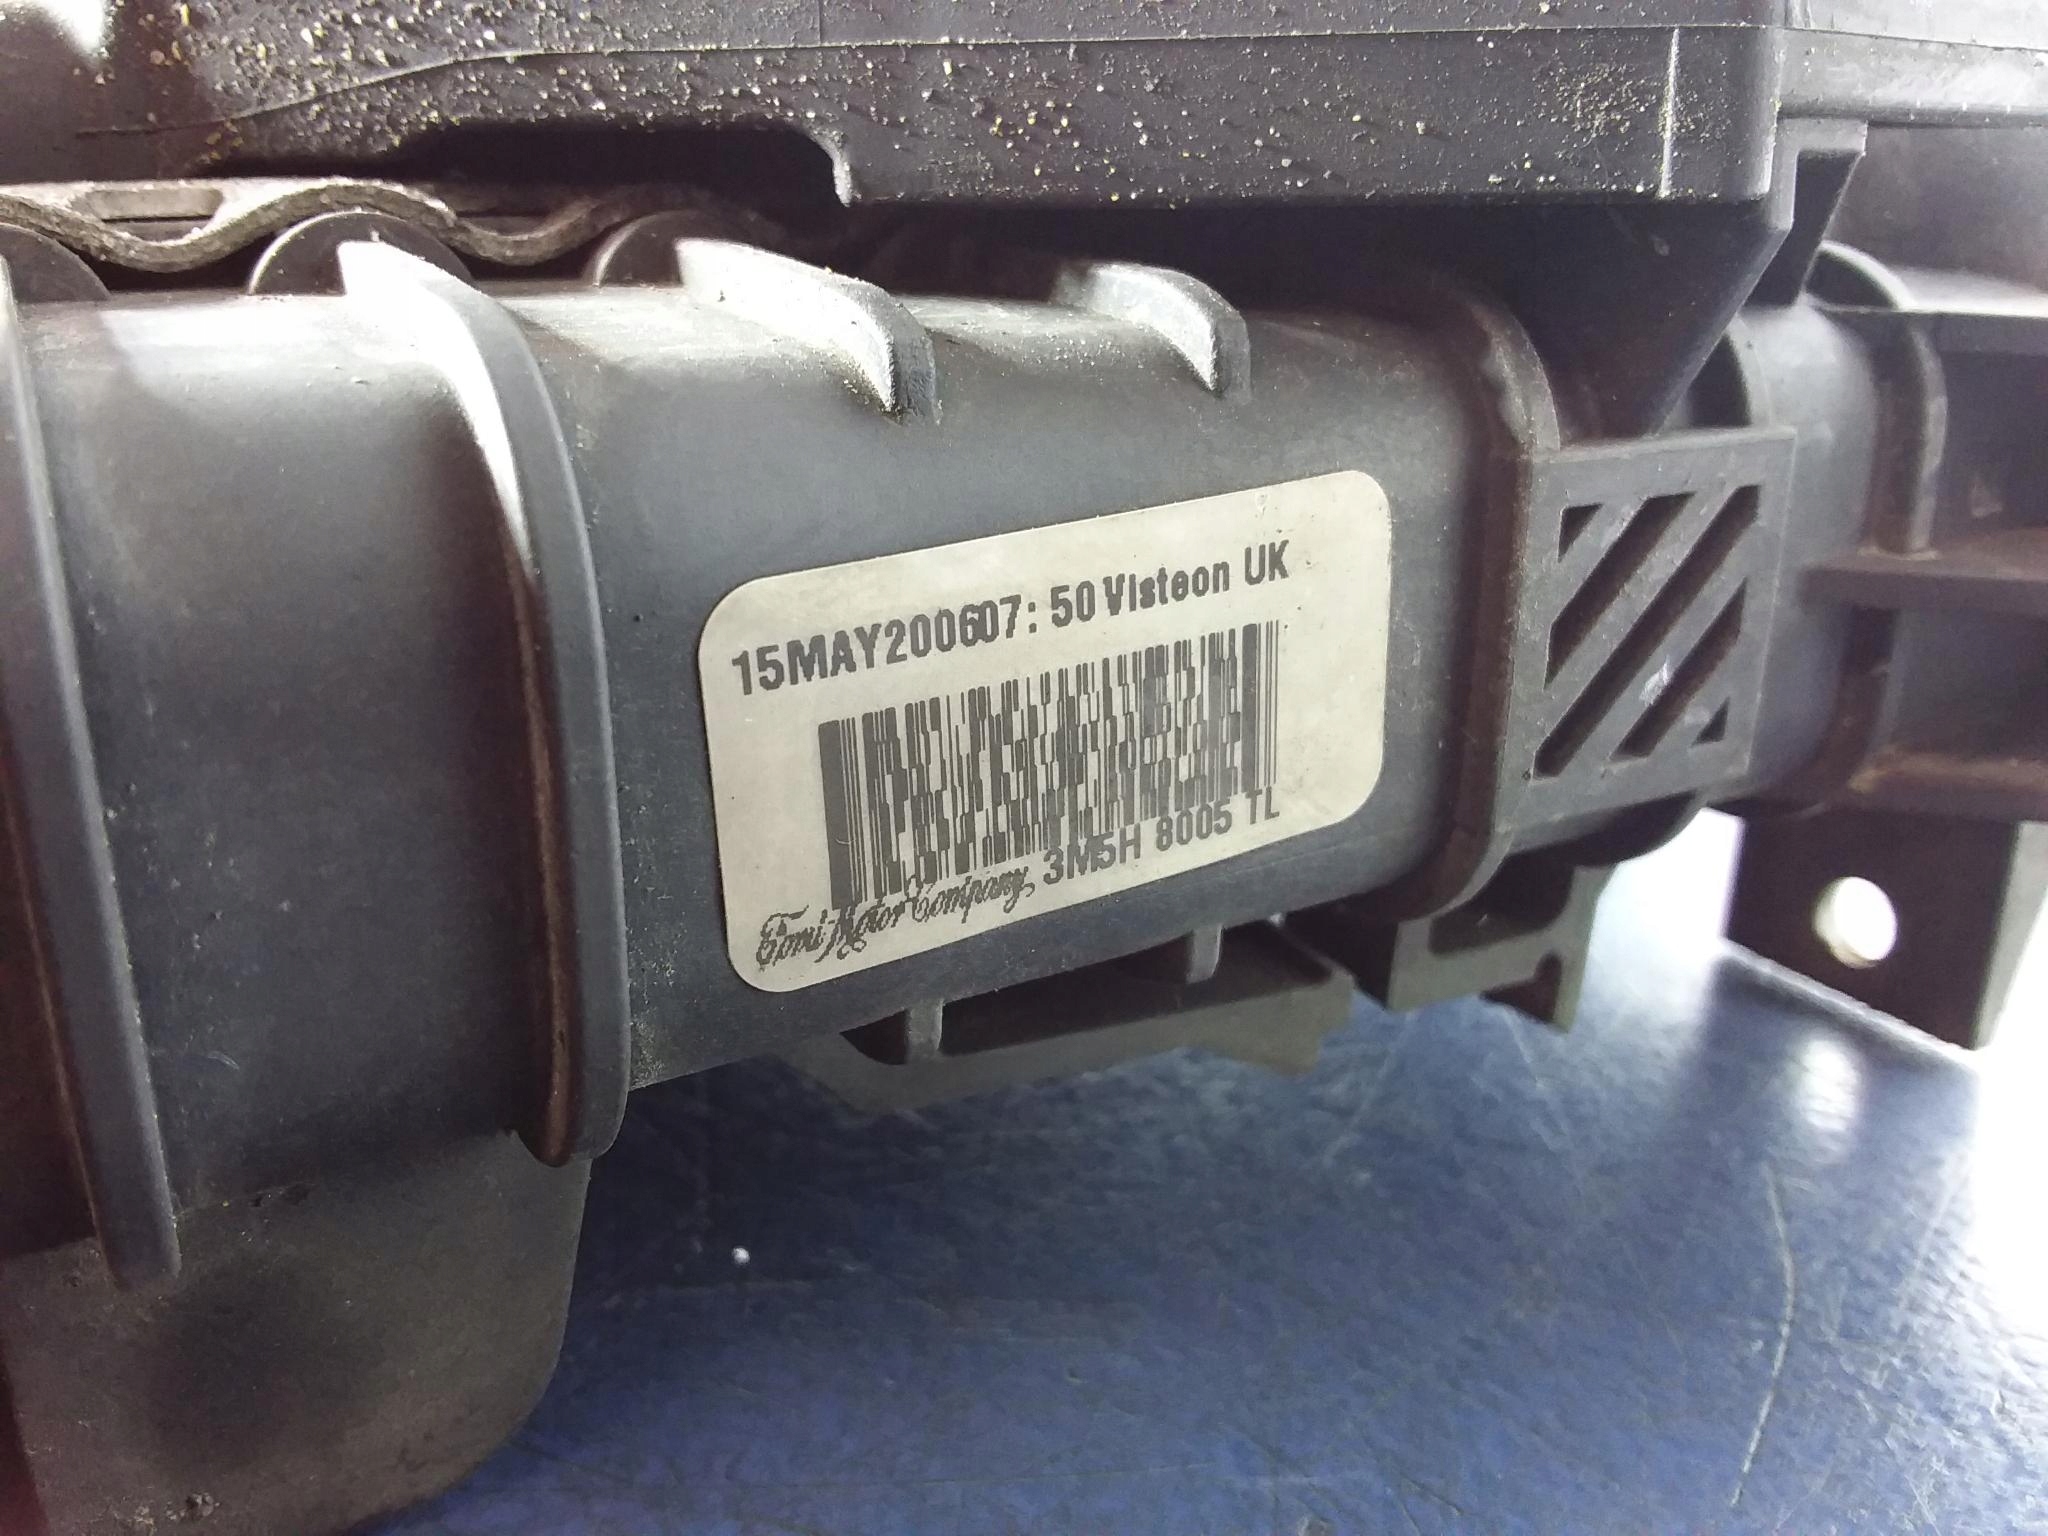 15MAY200607:50 Visteon UK
Ford Motor Company, 3M5H 8005 TL